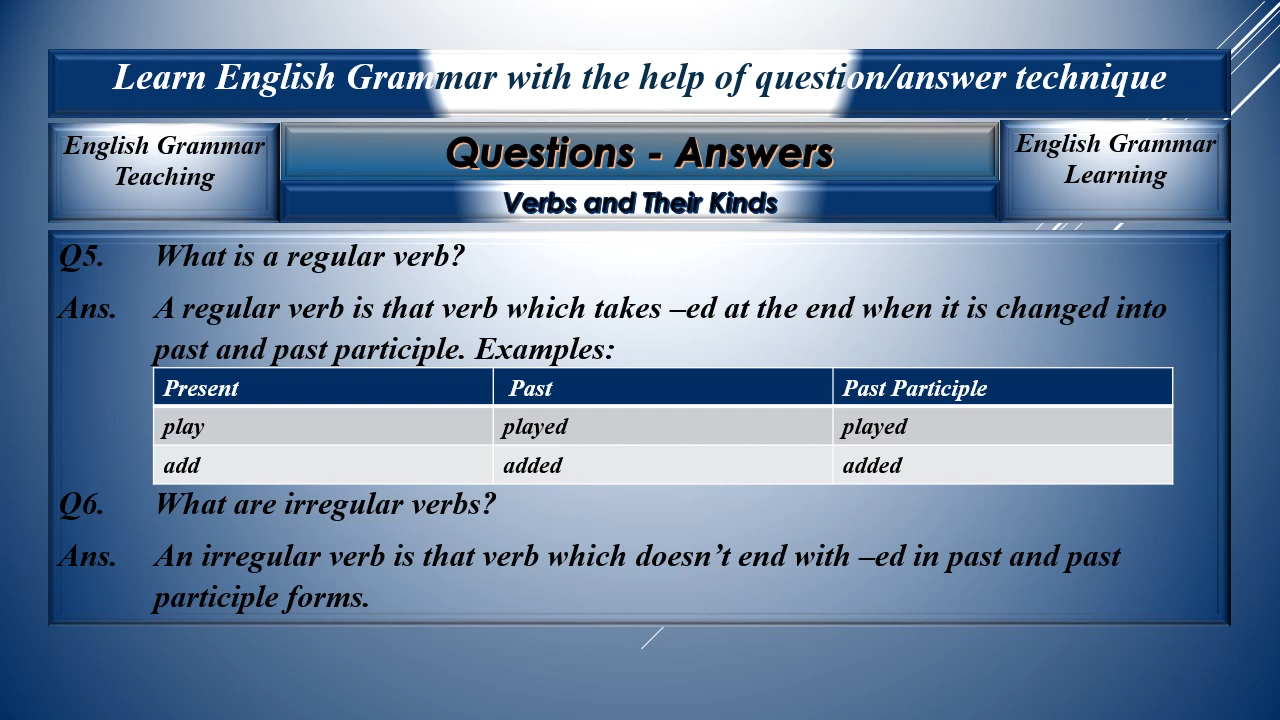 Learn English Grammar with the help of question/answer technique
English Grammar
Teaching
Questions - Answers
Verbs and Their Kinds
English Grammar
Learning
Q5. What is a regular verb?
Ans. A regular verb is that verb which takes –ed at the end when it is changed into
past and past participle. Examples:
Present Past Past Participle
play played played
add added added
Q6. What are irregular verbs?
Ans. An irregular verb is that verb which doesn’t end with –ed in past and past
participle forms.